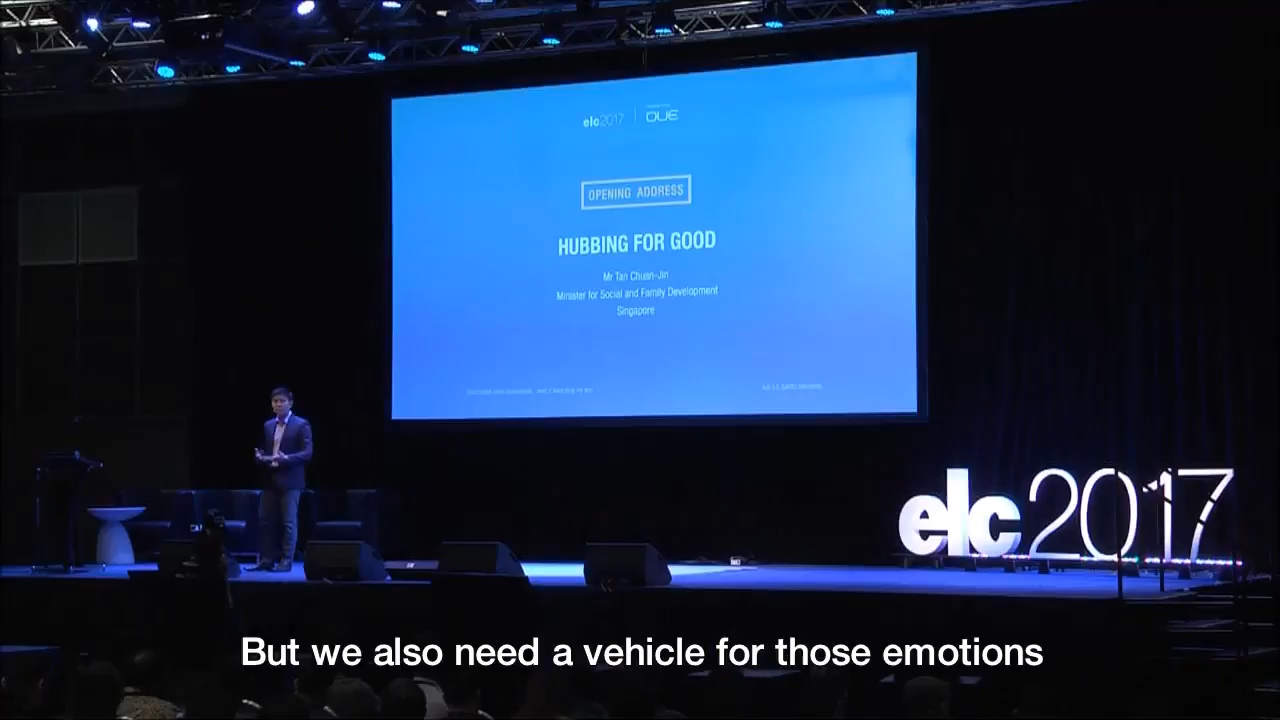 elc2017
OUE
OPENING ADDRESS
HUBBING FOR GOOD
Mr Tan Chuan-Jin
Minister for Social and Family Development
Singapore
elc2017
But we also need a vehicle for those emotions